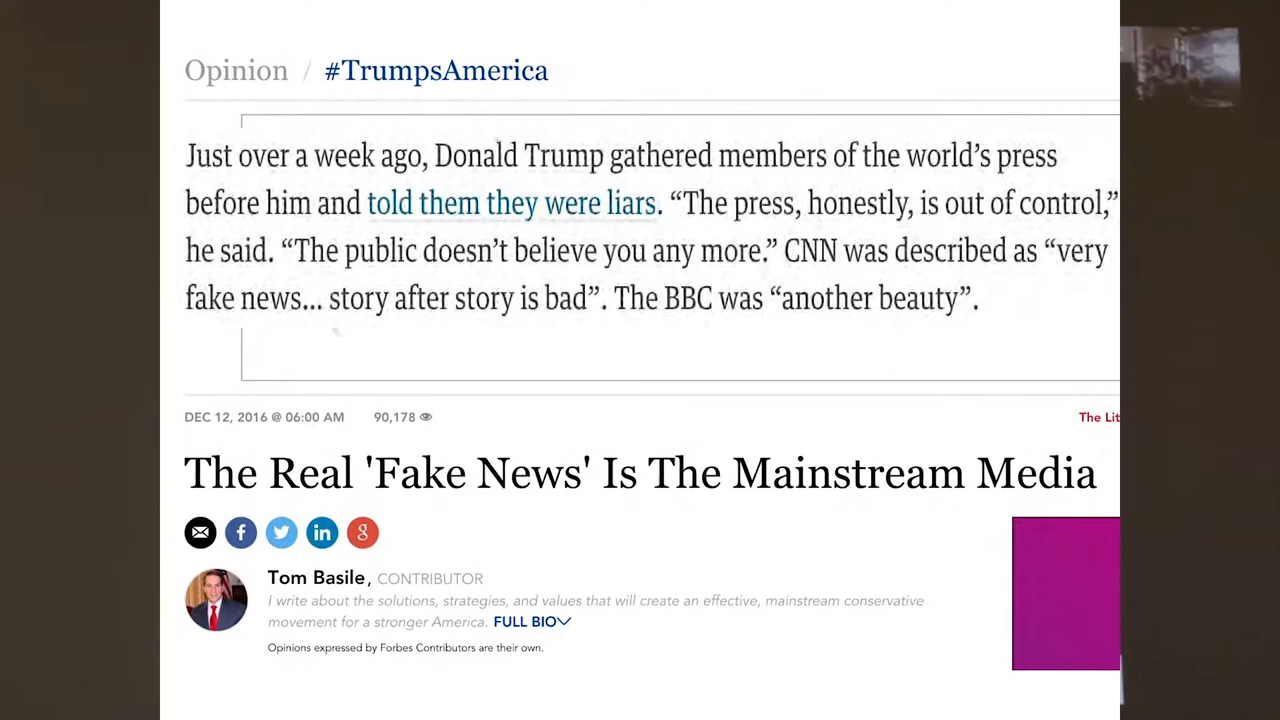 Opinion / #TrumpsAmerica
Just over a week ago, Donald Trump gathered members of the world's press
before him and told them they were liars. “The press, honestly, is out of control,”
he said. “The public doesn't believe you any more.” CNN was described as “very
fake news... story after story is bad”. The BBC was “another beauty”.
DEC 12, 2016 @ 06:00 AM 90,178
The Lit
The Real 'Fake News' Is The Mainstream Media
Tom Basile, CONTRIBUTOR
I write about the solutions, strategies, and values that will create an effective, mainstream conservative
movement for a stronger America. FULL BIO
Opinions expressed by Forbes Contributors are their own.
skype